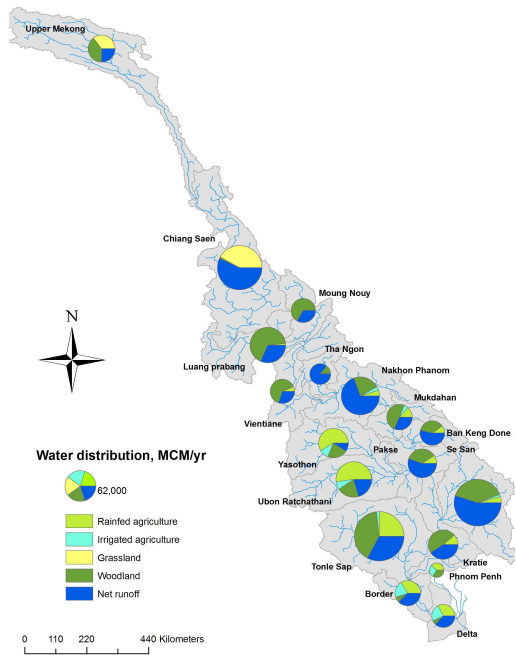 Upper Mekong
Chiang Saen
Moung Nouy
N
Tha Ngon
Luang prabang
Nakhon Phanom
Mukdahan
Vientiane
Ban Keng Done
Pakse
Se San
Yasothon
Water distribution, MCM/yr
62,000
Ubon Ratchathani
Rainfed agriculture
Irrigated agriculture
Grassland
Woodland
Net runoff
Kratie
Tonle Sap
Phnom Penh
Border
Delta
0 110 220 440 Kilometers